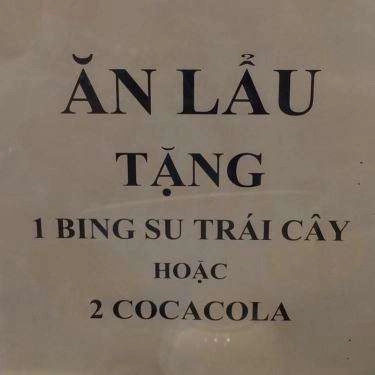 ĂN LẨU
TẶNG
1 BING SU TRÁI CÂY
HOẶC
2 COCACOLA